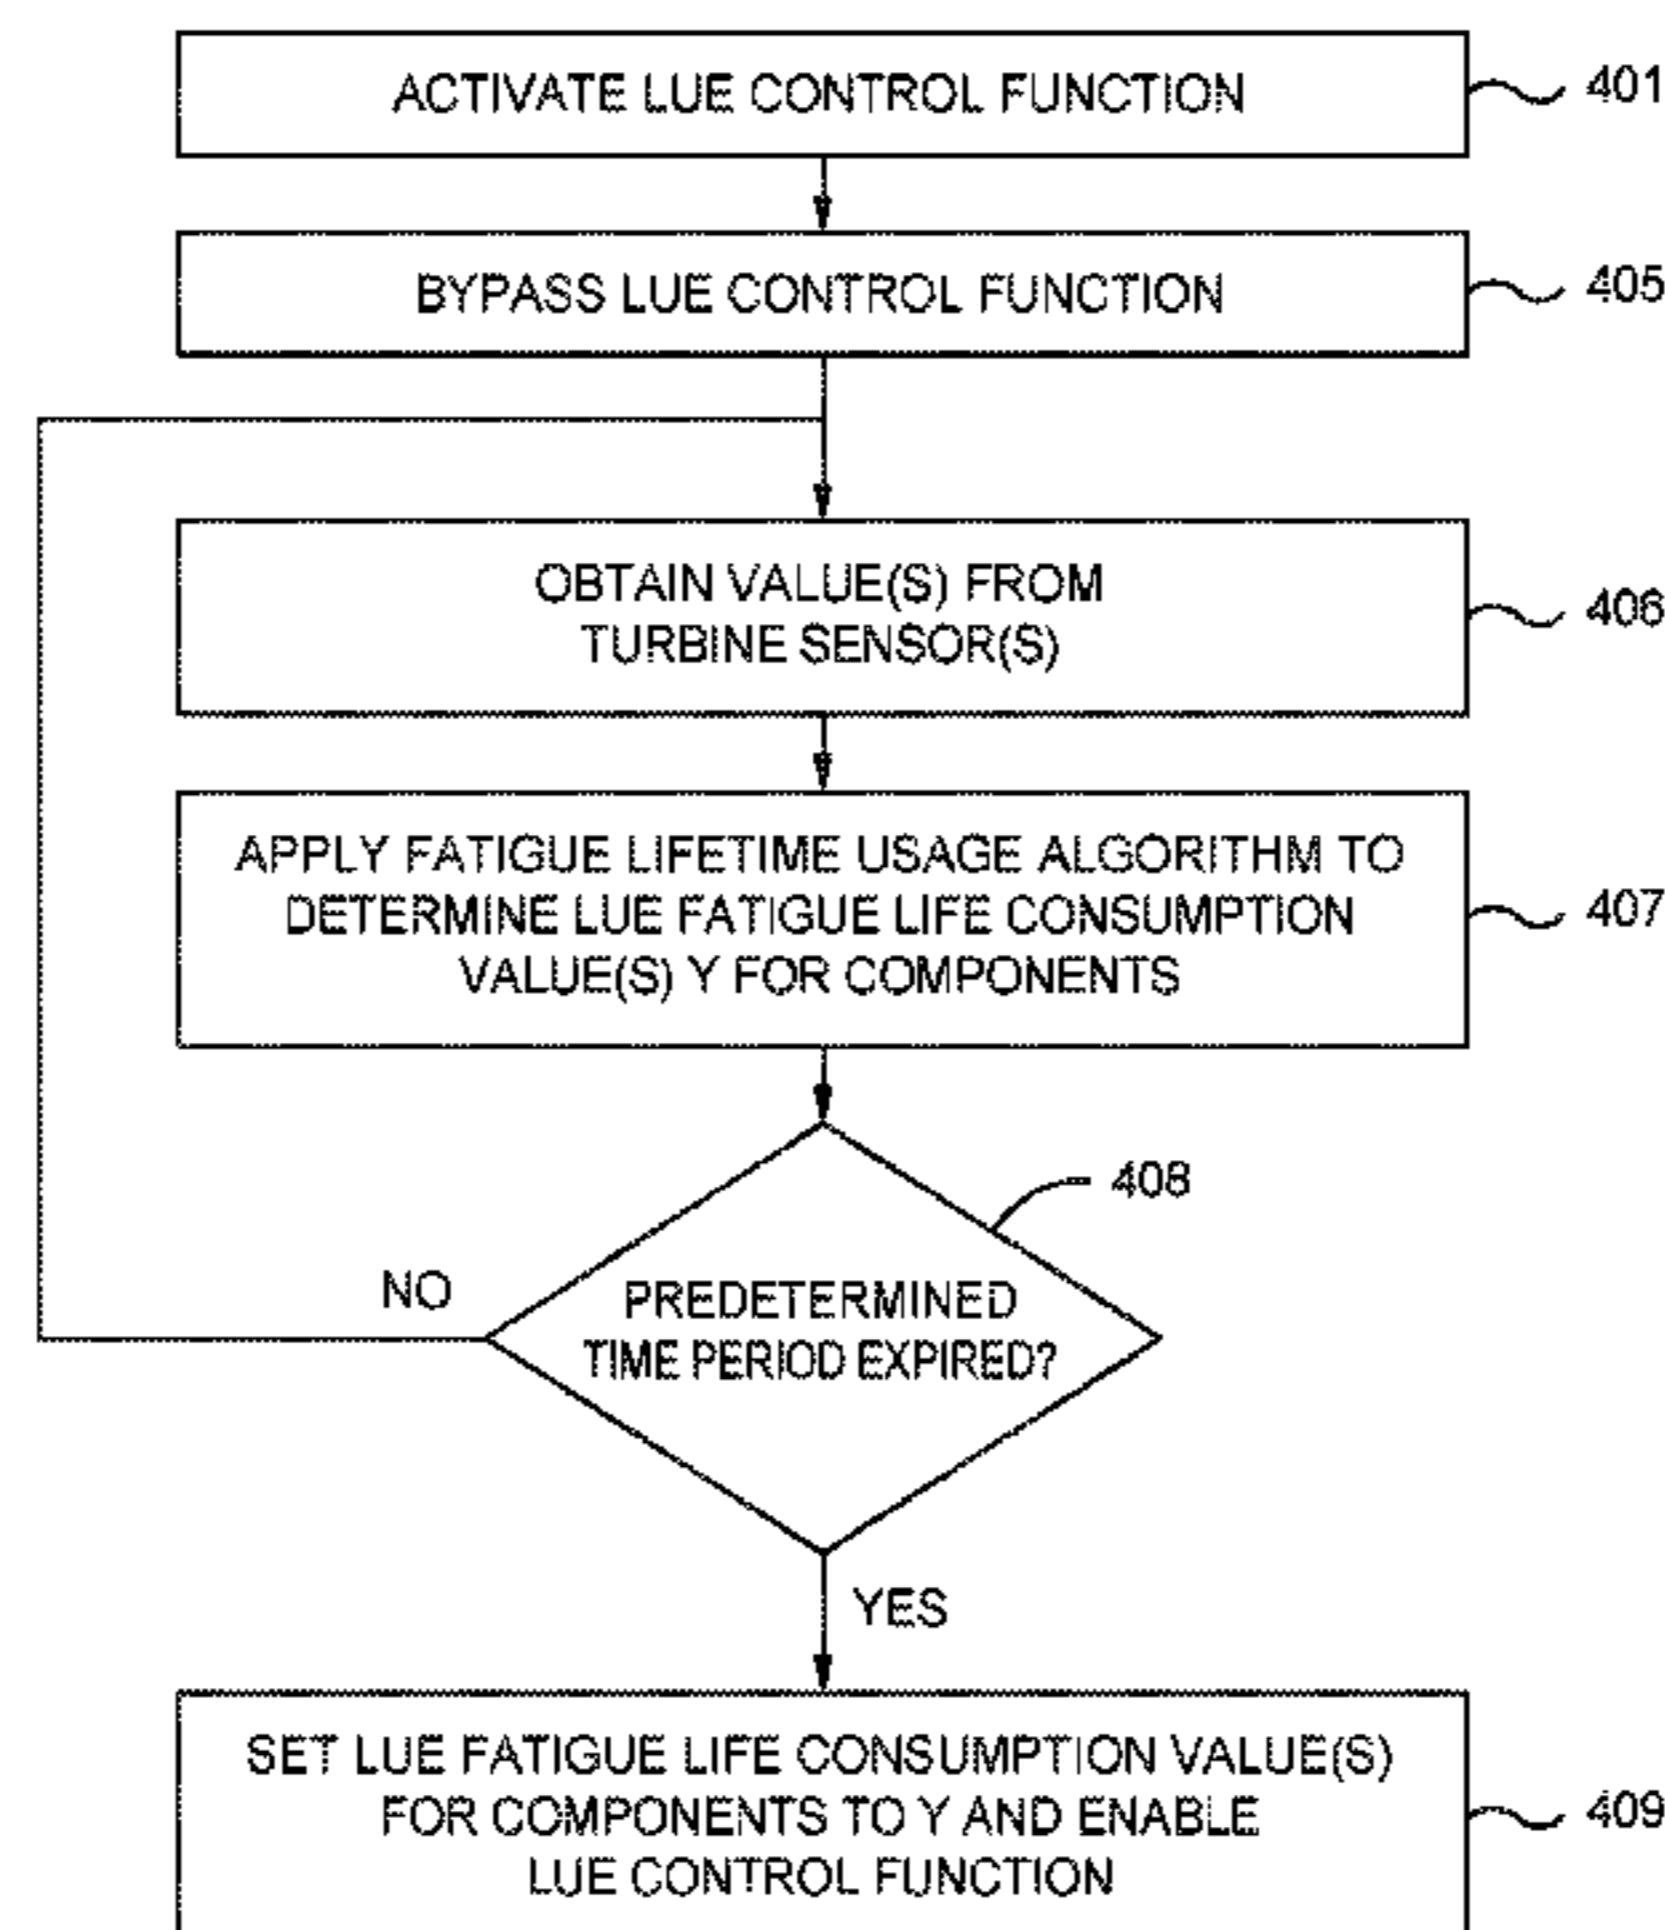 ACTIVATE LUE CONTROL FUNCTION
401
BYPASS LUE CONTROL FUNCTION
405
OBTAIN VALUE(S) FROM
TURBINE SENSOR(S)
406
APPLY FATIGUE LIFETIME USAGE ALGORITHM TO
DETERMINE LUE FATIGUE LIFE CONSUMPTION
VALUE(S) Y FOR COMPONENTS
407
408
NO
PREDETERMINED
TIME PERIOD EXPIRED?
YES
SET LUE FATIGUE LIFE CONSUMPTION VALUE(S)
FOR COMPONENTS TO Y AND ENABLE
LUE CONTROL FUNCTION
409